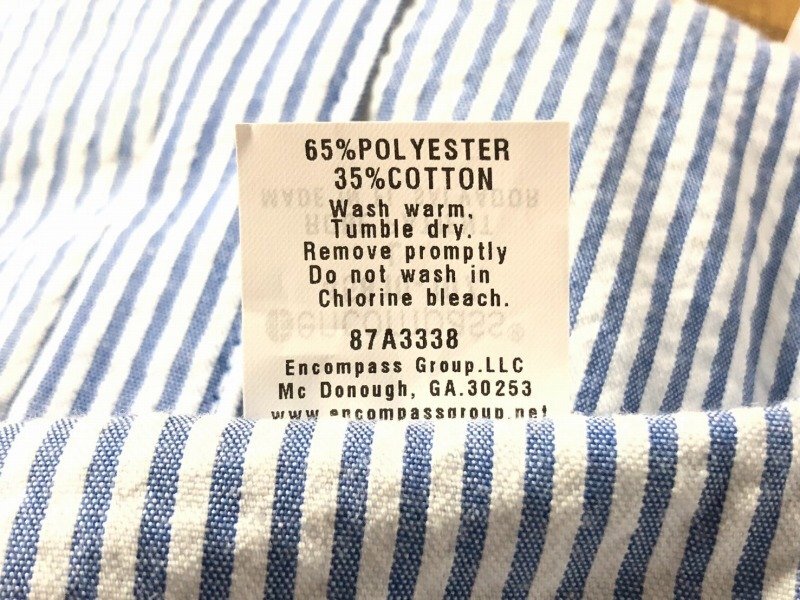 65%POLYESTER
35%COTTON
Wash warm,
Tumble dry.
Remove promptly
Do not wash in
Chlorine bleach.
87A3338
Encompass Group.LLC
Mc Donough, GA.30253
www.encompassgroup.net